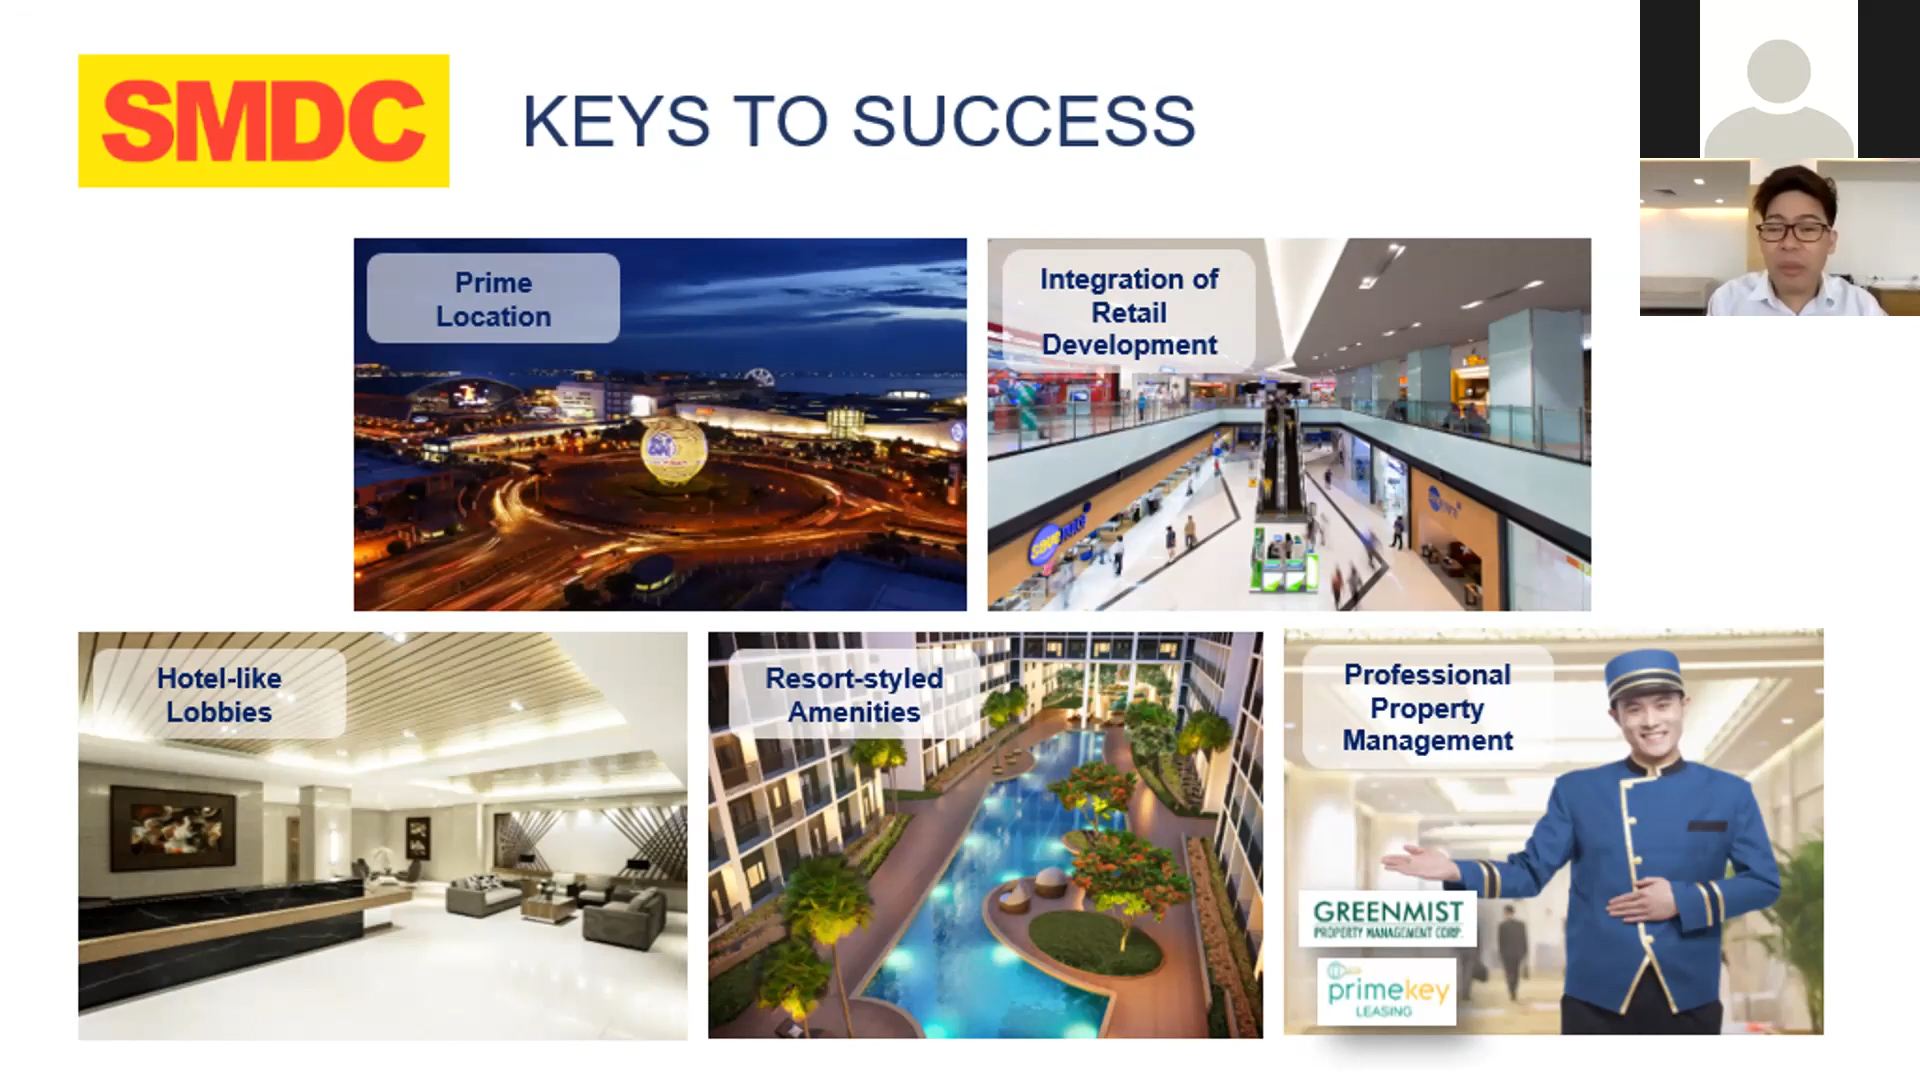 SMDC
KEYS TO SUCCESS
Prime
Location
Integration of
Retail
Development
Hotel-like
Lobbies
Resort-styled
Amenities
Professional
Property
Management
GREENMIST
PROPERTY MANAGEMENT CORP.
primekey
LEASING